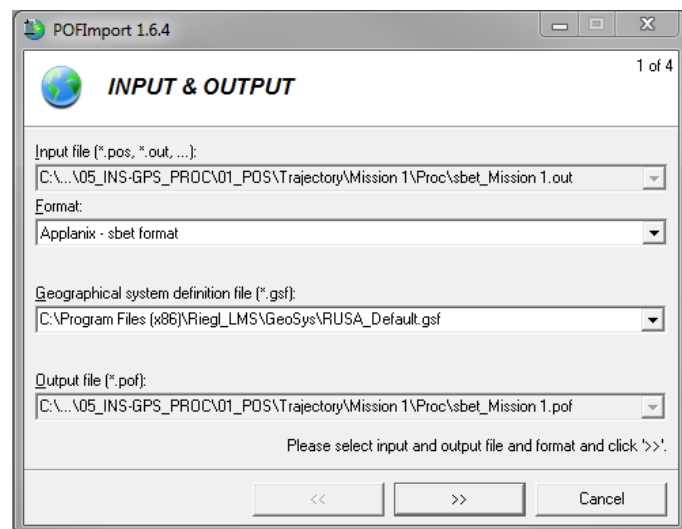 POFImport 1.6.4
1 of 4
INPUT & OUTPUT
Input file (*.pos, *.out, ...):
C:\...\05_INS-GPS_PROC\01_POS\Trajectory\Mission 1\Proc\sbet_Mission 1.out
Format:
Applanix - sbet format
Geographical system definition file (*.gsf):
C:\Program Files (x86)\Riegl_LMS\GeoSys\RUSA_Default.gsf
Output file (*.pof):
C:\...\05_INS-GPS_PROC\01_POS\Trajectory\Mission 1\Proc\sbet_Mission 1.pof
Please select input and output file and format and click '>>'.
<< >> Cancel